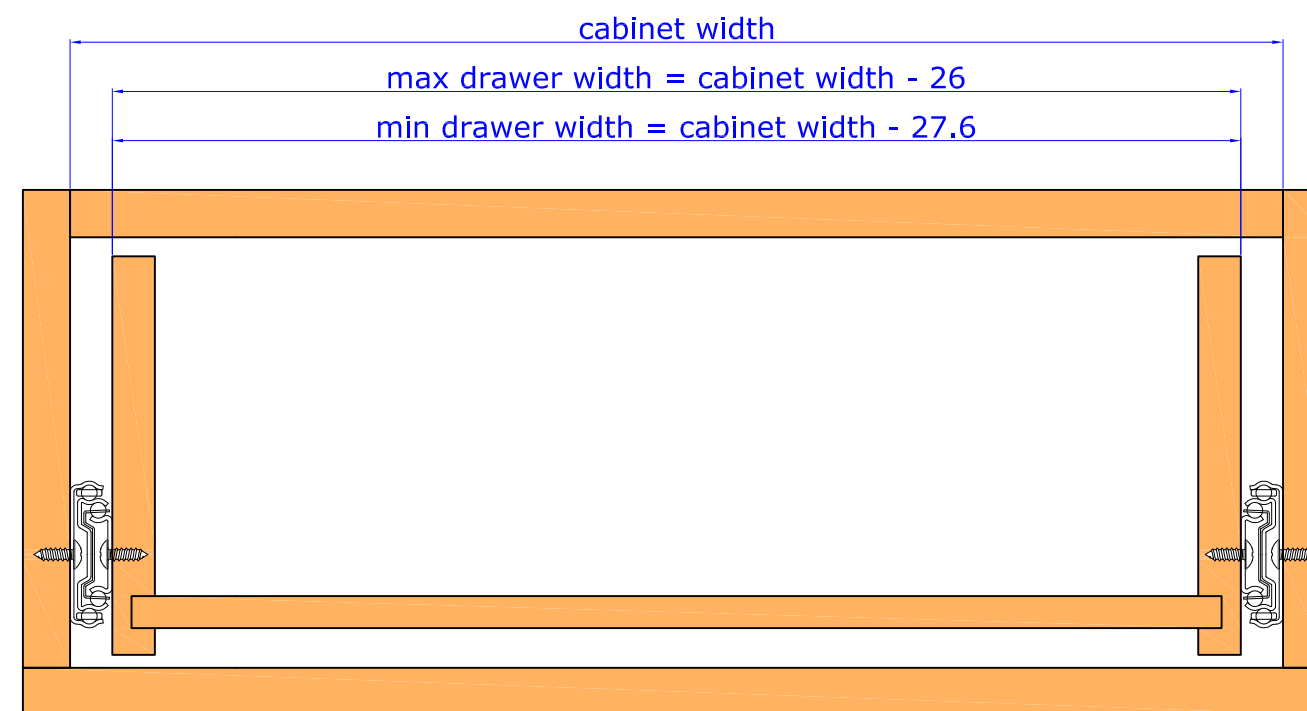 cabinet width
max drawer width = cabinet width - 26
min drawer width = cabinet width - 27.6